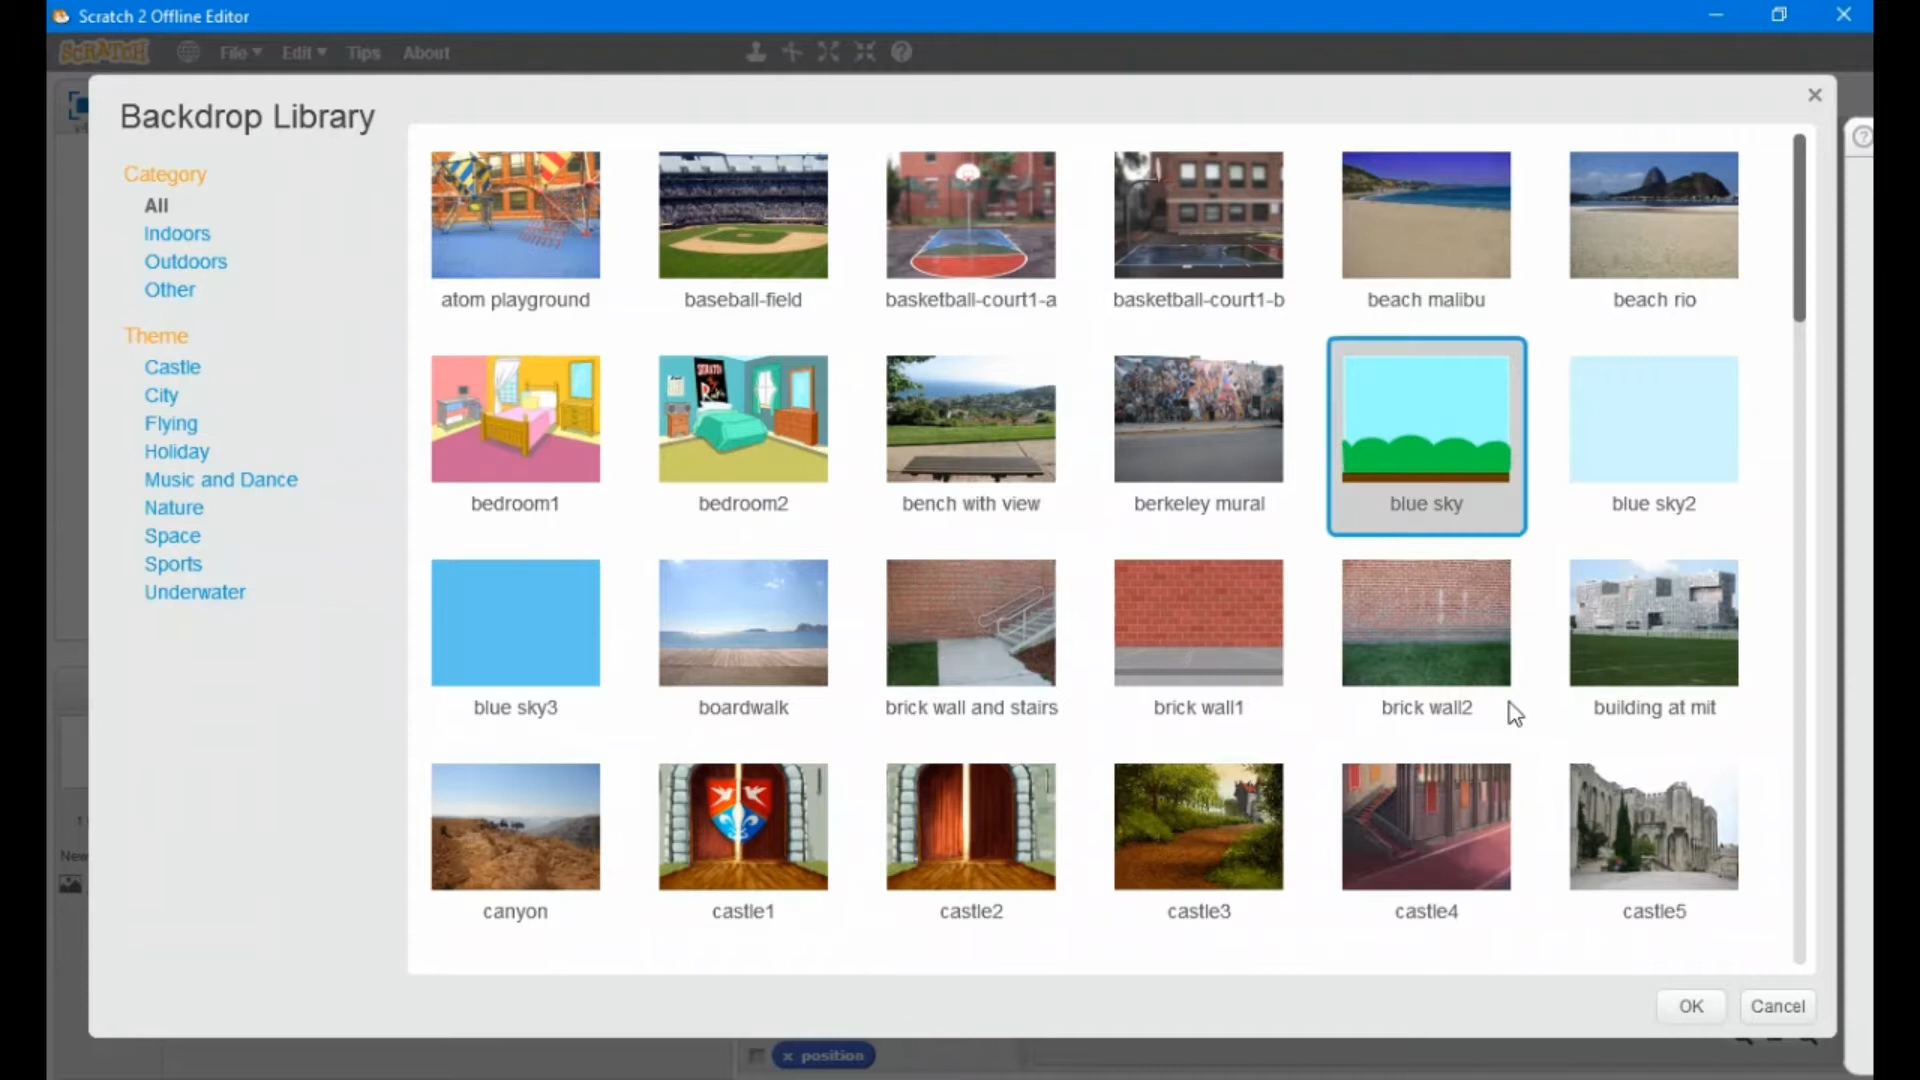 Scratch 2 Offline Editor
SCRATCH File Edit Tips About
Backdrop Library
Category
All
Indoors
Outdoors
Other
Theme
Castle
City
Flying
Holiday
Music and Dance
Nature
Space
Sports
Underwater
atom playground baseball-field basketball-court1-a basketball-court1-b beach malibu beach rio
bedroom1 bedroom2 bench with view berkeley mural blue sky blue sky2
blue sky3 boardwalk brick wall and stairs brick wall1 brick wall2 building at mit
canyon castle1 castle2 castle3 castle4 castle5
1
New
OK Cancel
x position